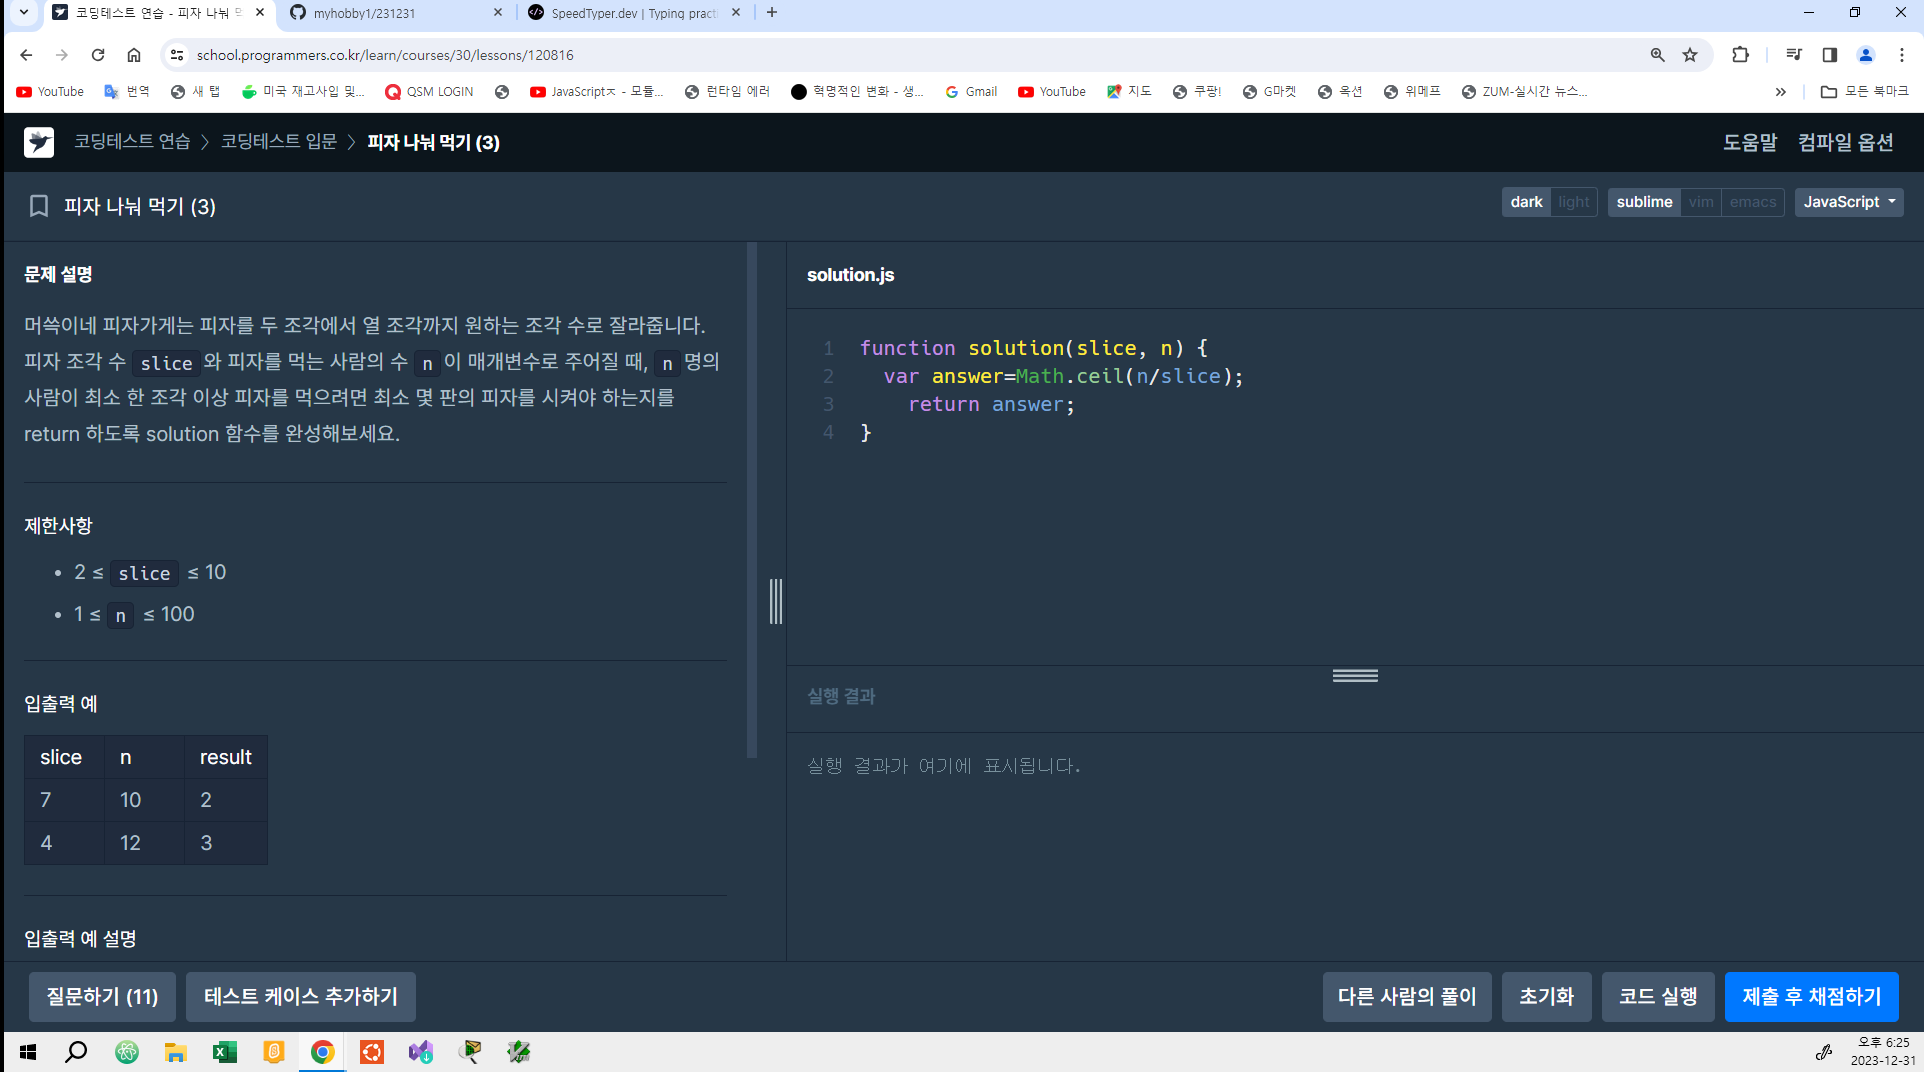 코딩테스트 연습 - 피자 나눠 먹
myhobby1/231231
SpeedTyper.dev | Typing practi
school.programmers.co.kr/learn/courses/30/lessons/120816
YouTube
번역
새 탭
미국 재고사입 및...
QSM LOGIN
JavaScriptㅈ - 모듈...
런타임 에러
혁명적인 변화 - 생...
Gmail
YouTube
지도
쿠팡!
G마켓
옥션
위메프
ZUM-실시간 뉴스...
모든 북마크
코딩테스트 연습 > 코딩테스트 입문 > 피자 나눠 먹기 (3)
도움말 컴파일 옵션
피자 나눠 먹기 (3)
dark light
sublime vim emacs
JavaScript
문제 설명
머쓱이네 피자가게는 피자를 두 조각에서 열 조각까지 원하는 조각 수로 잘라줍니다.
피자 조각 수 slice와 피자를 먹는 사람의 수 n이 매개변수로 주어질 때, n명의
사람이 최소 한 조각 이상 피자를 먹으려면 최소 몇 판의 피자를 시켜야 하는지를
return 하도록 solution 함수를 완성해보세요.
제한사항
• 2 ≤ slice ≤ 10
• 1 ≤ n ≤ 100
입출력 예
slice n result
7 10 2
4 12 3
입출력 예 설명
solution.js
1 function solution(slice, n) {
2 var answer=Math.ceil(n/slice);
3 return answer;
4 }
실행 결과
실행 결과가 여기에 표시됩니다.
질문하기 (11)
테스트 케이스 추가하기
다른 사람의 풀이
초기화
코드 실행
제출 후 채점하기
오후 6:25
2023-12-31